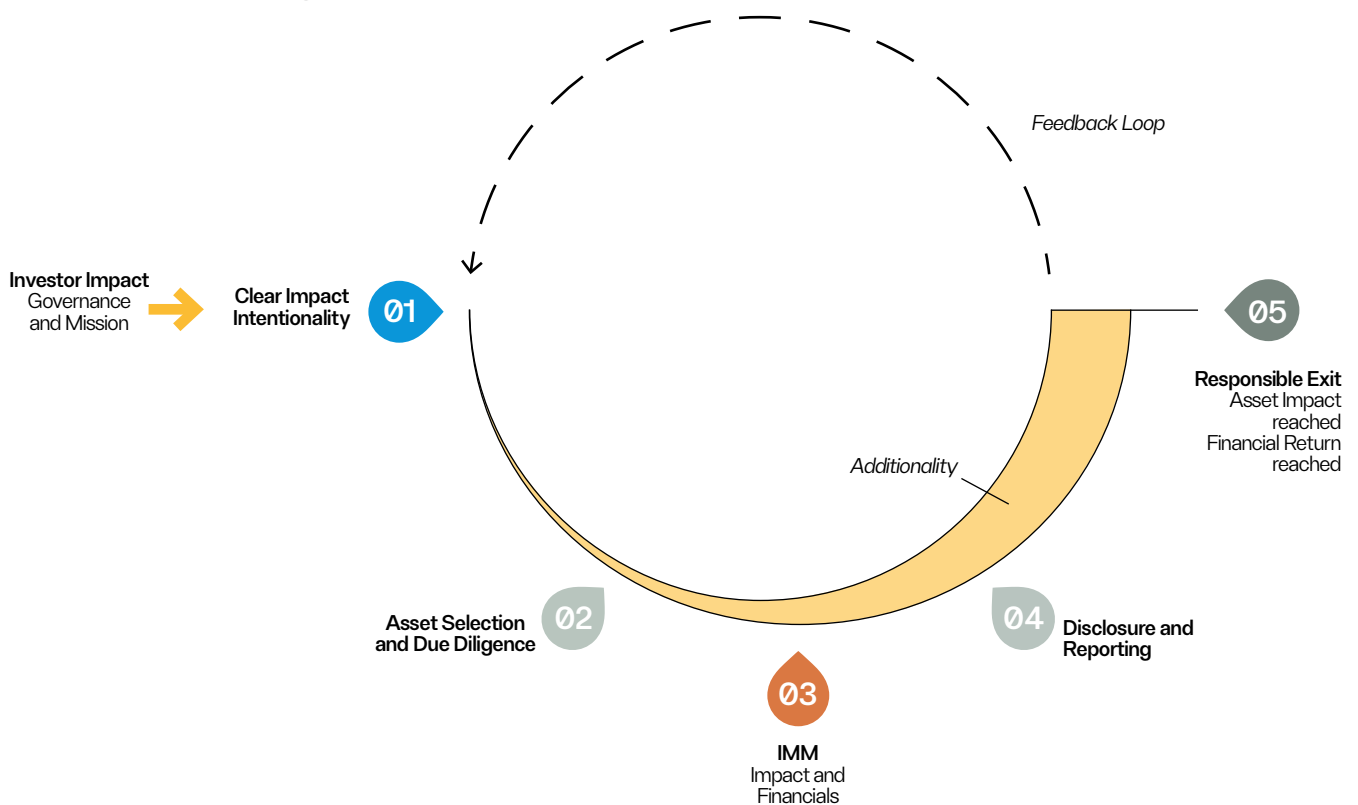 Feedback Loop
Investor Impact
Governance
and Mission
Clear Impact
Intentionality
01
05
Responsible Exit
Asset Impact
reached
Financial Return
reached
Additionality
02
Asset Selection
and Due Diligence
04
Disclosure and
Reporting
03
IMM
Impact and
Financials